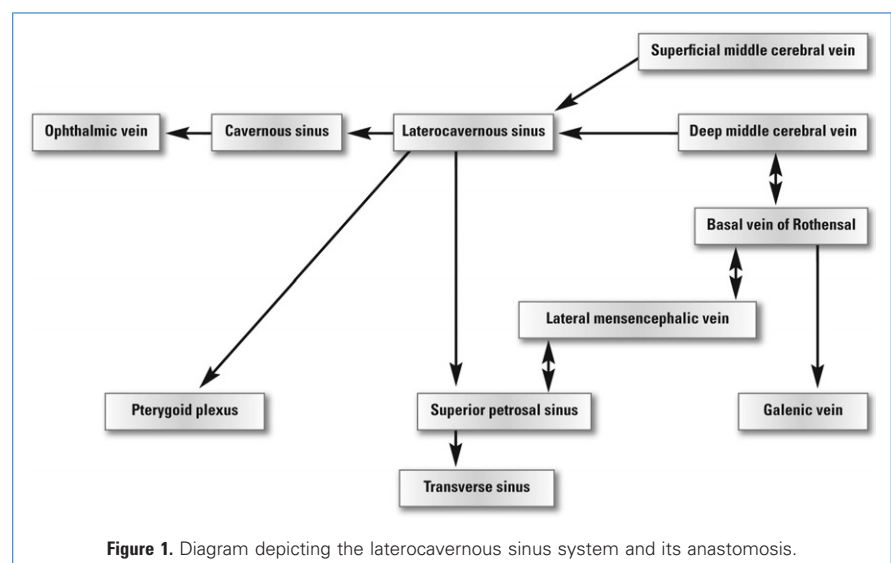 Superficial middle cerebral vein
Ophthalmic vein
Cavernous sinus
Laterocavernous sinus
Deep middle cerebral vein
Basal vein of Rothensal
Lateral mensencephalic vein
Pterygoid plexus
Superior petrosal sinus
Galenic vein
Transverse sinus
Figure 1. Diagram depicting the laterocavernous sinus system and its anastomosis.